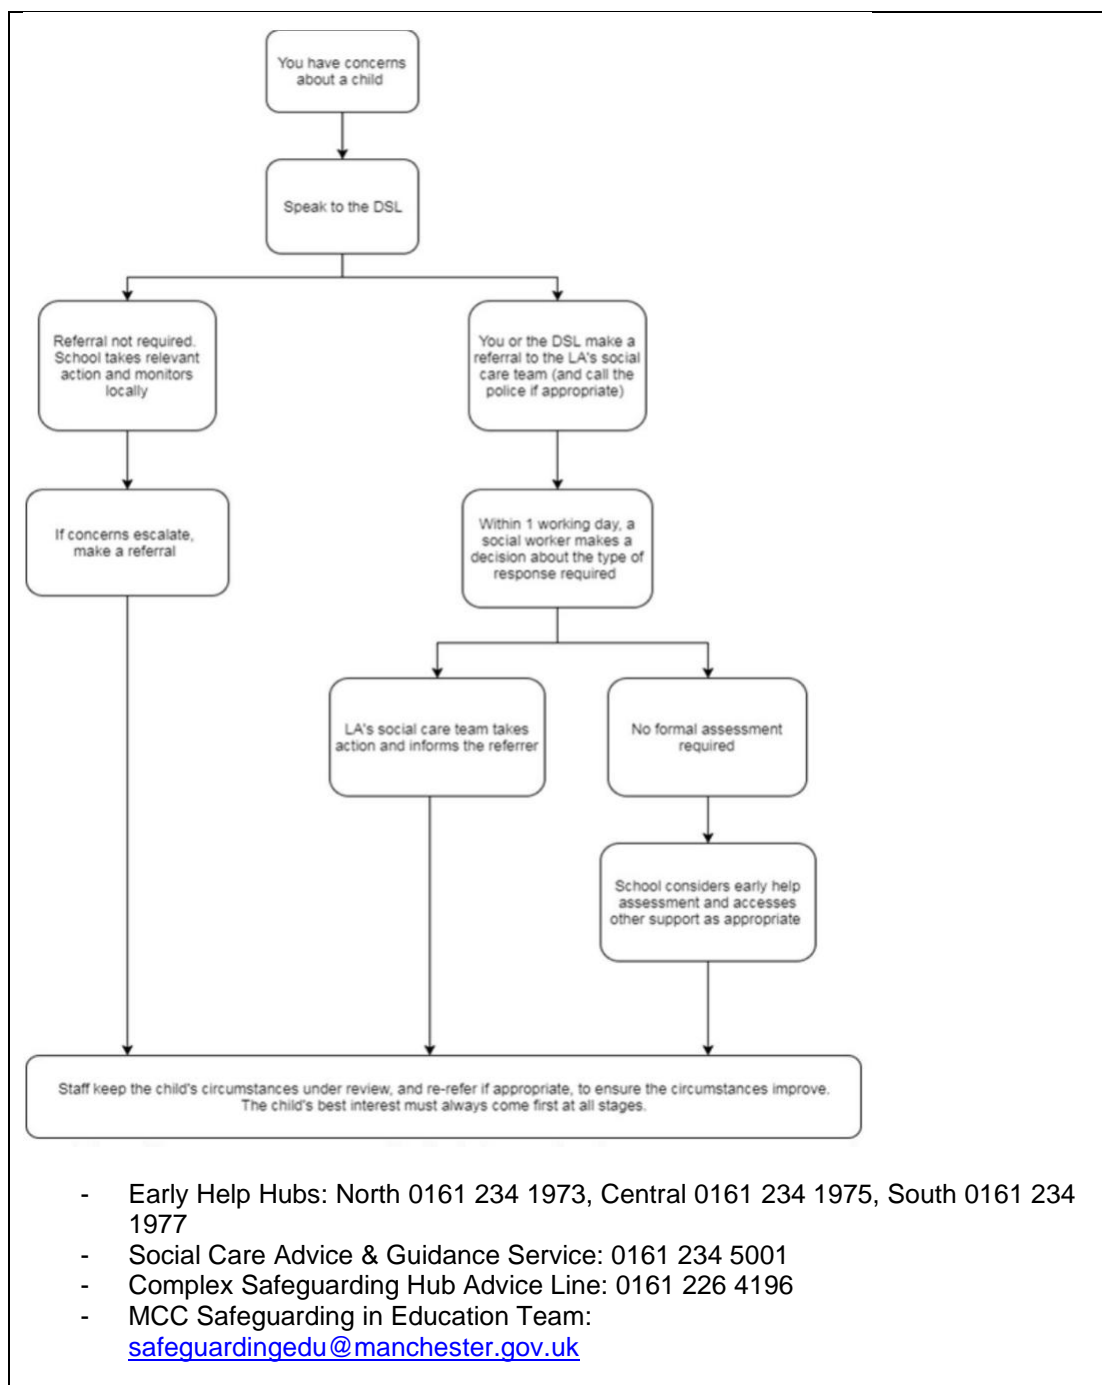 You have concerns
about a child
Speak to the DSL
Referral not required.
School takes relevant
action and monitors
locally
You or the DSL make a
referral to the LA's social
care team (and call the
police if appropriate)
If concerns escalate,
make a referral
Within 1 working day, a
social worker makes a
decision about the type of
response required
LA's social care team takes
action and informs the referrer
No formal assessment
required
School considers early help
assessment and accesses
other support as appropriate
Staff keep the child's circumstances under review, and re-refer if appropriate, to ensure the circumstances improve.
The child's best interest must always come first at all stages.
- Early Help Hubs: North 0161 234 1973, Central 0161 234 1975, South 0161 234
1977
- Social Care Advice & Guidance Service: 0161 234 5001
- Complex Safeguarding Hub Advice Line: 0161 226 4196
- MCC Safeguarding in Education Team:
safeguardingedu@manchester.gov.uk